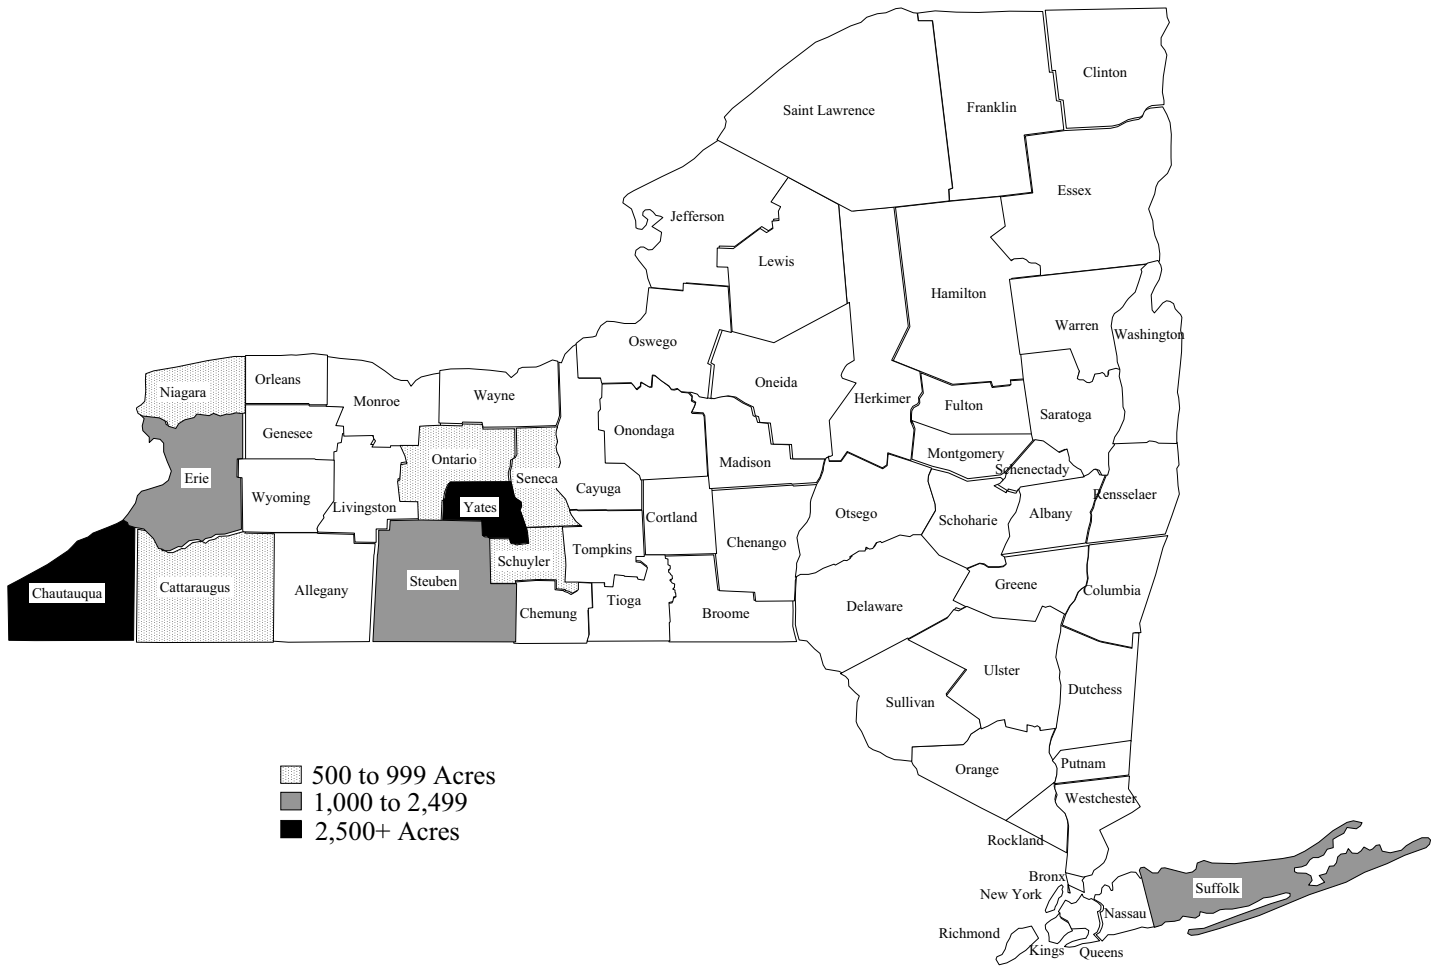 Clinton
Saint Lawrence
Franklin
Essex
Jefferson
Lewis
Hamilton
Warren
Washington
Oswego
Oneida
Herkimer
Orleans
Niagara
Monroe
Wayne
Fulton
Saratoga
Genesee
Onondaga
Ontario
Madison
Montgomery
Schenectady
Erie
Seneca
Cayuga
Wyoming
Livingston
Yates
Cortland
Otsego
Schoharie
Albany
Rensselaer
Chenango
Tompkins
Schuyler
Steuben
Cattaraugus
Allegany
Chautauqua
Greene
Columbia
Tioga
Delaware
Chemung
Broome
Ulster
Dutchess
Sullivan
Putnam
Orange
500 to 999 Acres
1,000 to 2,499
2,500+ Acres
Westchester
Rockland
Bronx
Suffolk
New York
Nassau
Richmond
Kings
Queens